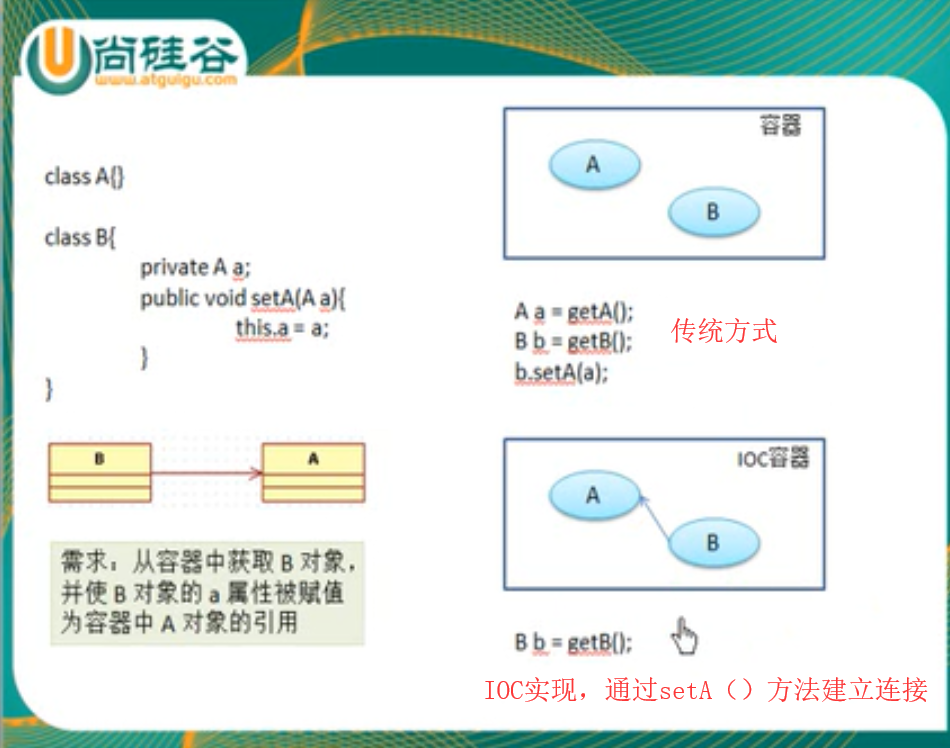 尚硅谷
www.atguigu.com
class A{}
class B{
private A a;
public void setA(A a){
this.a = a;
}
}
B
A
需求：从容器中获取 B 对象，
并使 B 对象的 a 属性被赋值
为容器中 A 对象的引用
容器
A
B
A a = getA();
B b = getB();
b.setA(a);
传统方式
IOC容器
A
B
B b = getB();
IOC实现，通过setA（）方法建立连接